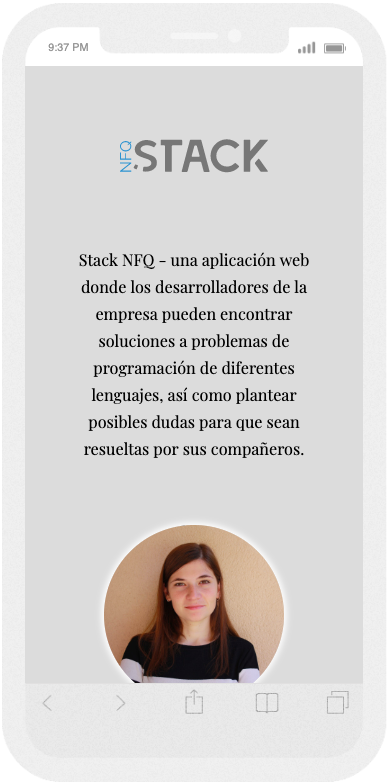 9:37 PM
NFQ
.STACK
Stack NFQ - una aplicación web
donde los desarrolladores de la
empresa pueden encontrar
soluciones a problemas de
programación de diferentes
lenguajes, así como plantear
posibles dudas para que sean
resueltas por sus compañeros.